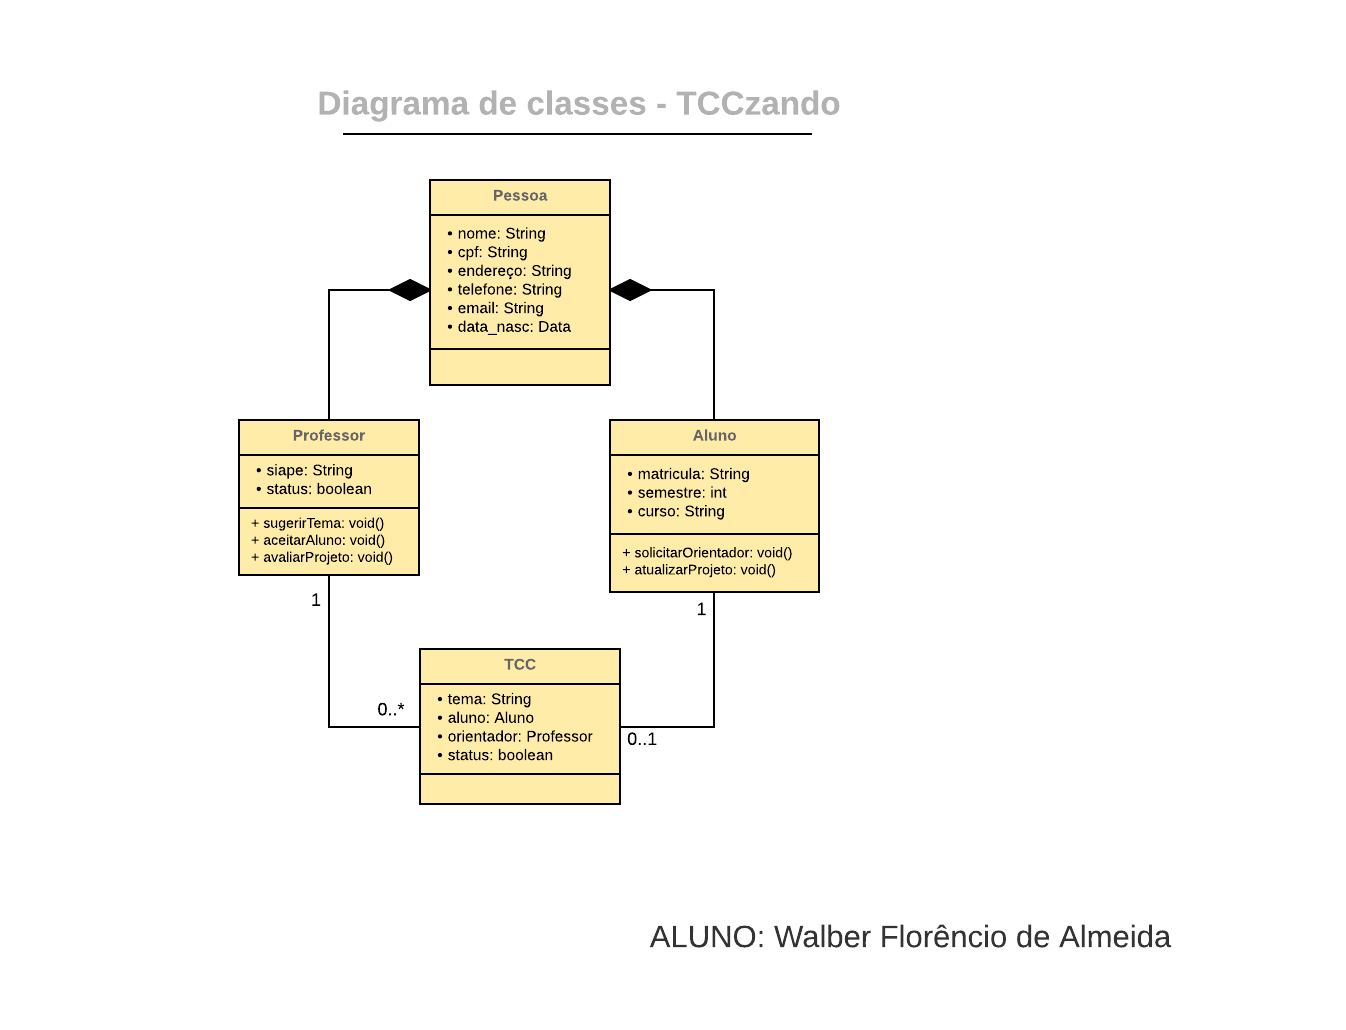 Diagrama de classes - TCCzando
Pessoa
• nome: String
• cpf: String
• endereço: String
• telefone: String
• email: String
• data_nasc: Data
Professor
• siape: String
• status: boolean
+ sugerirTema: void()
+ aceitarAluno: void()
+ avaliarProjeto: void()
Aluno
• matricula: String
• semestre: int
• curso: String
+ solicitarOrientador: void()
+ atualizarProjeto: void()
1
1
0..*
0..1
TCC
• tema: String
• aluno: Aluno
• orientador: Professor
• status: boolean
ALUNO: Walber Florêncio de Almeida